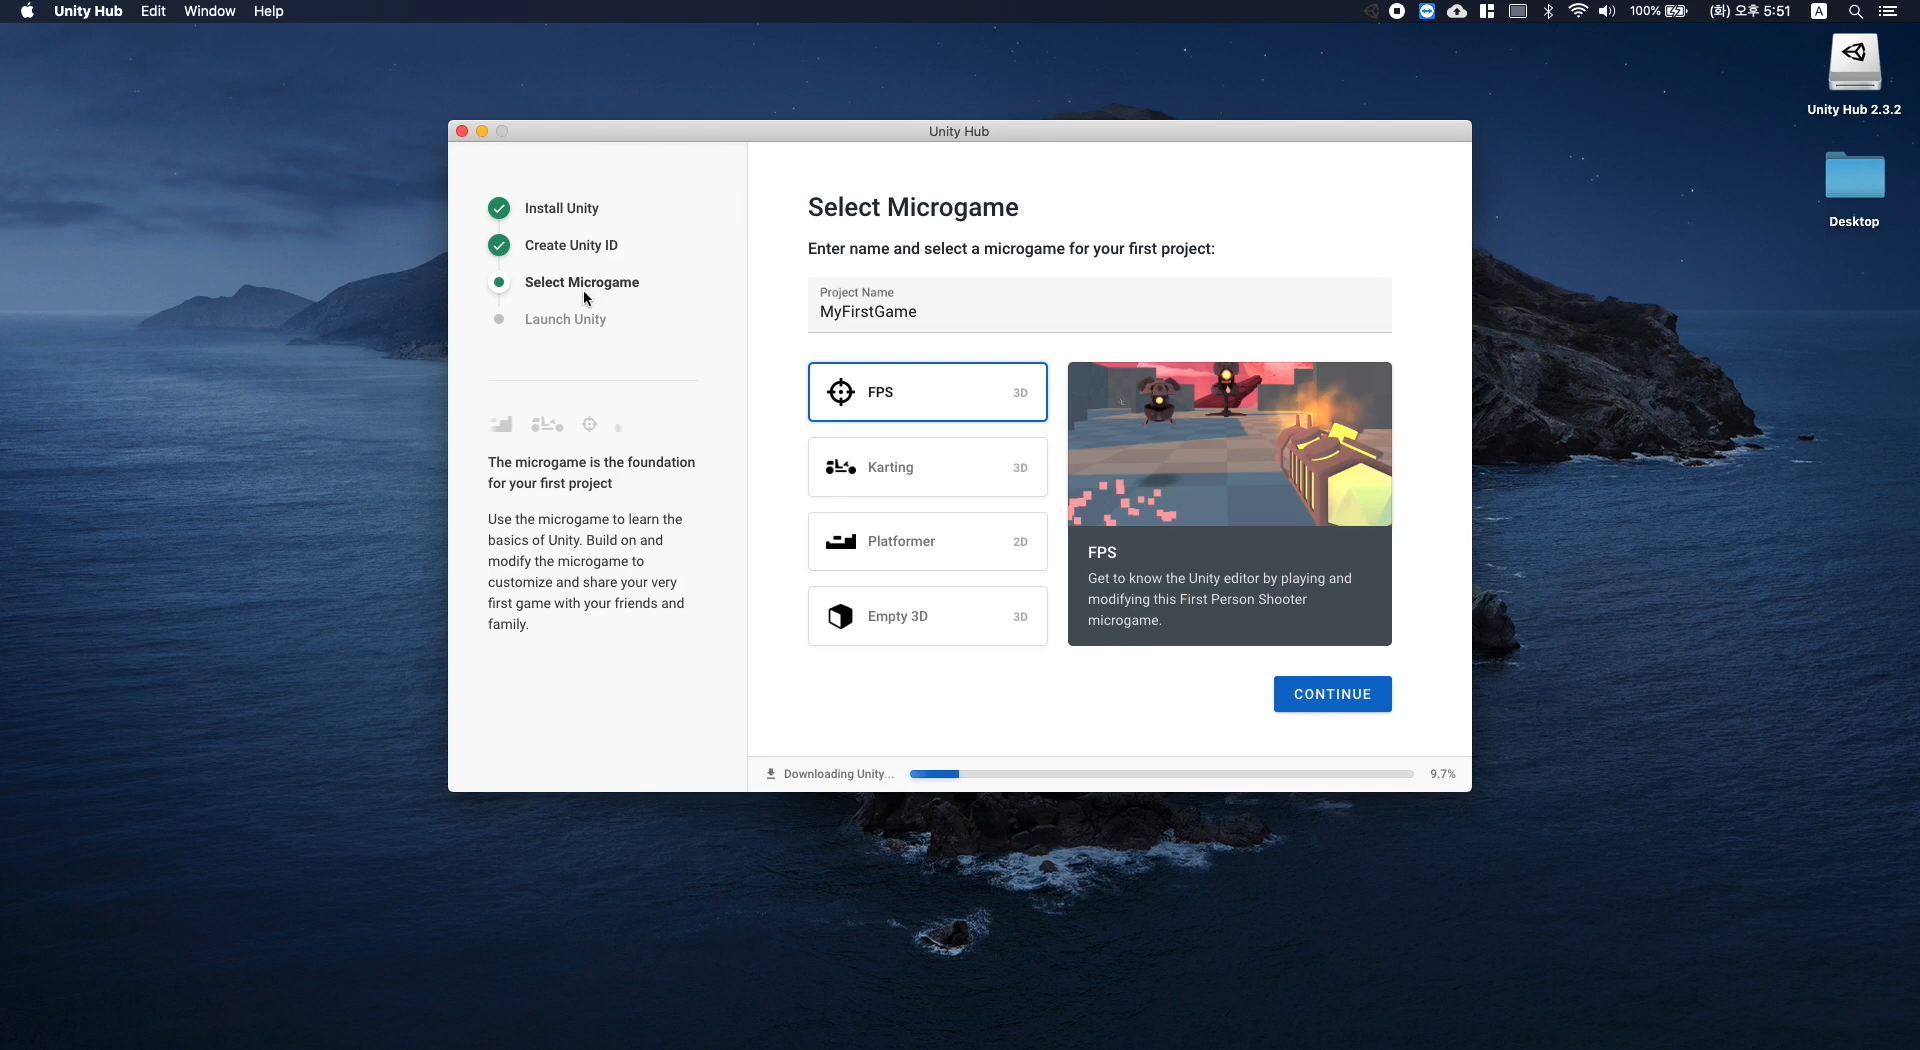 Unity Hub Edit Window Help
100% (화) 오후 5:51 A
Unity Hub 2.3.2
Desktop
Unity Hub
Install Unity
Create Unity ID
Select Microgame
Launch Unity
The microgame is the foundation
for your first project
Use the microgame to learn the
basics of Unity. Build on and
modify the microgame to
customize and share your very
first game with your friends and
family.
Select Microgame
Enter name and select a microgame for your first project:
Project Name
MyFirstGame
FPS 3D
Karting 3D
Platformer 2D
Empty 3D 3D
FPS
Get to know the Unity editor by playing and
modifying this First Person Shooter
microgame.
CONTINUE
Downloading Unity... 9.7%